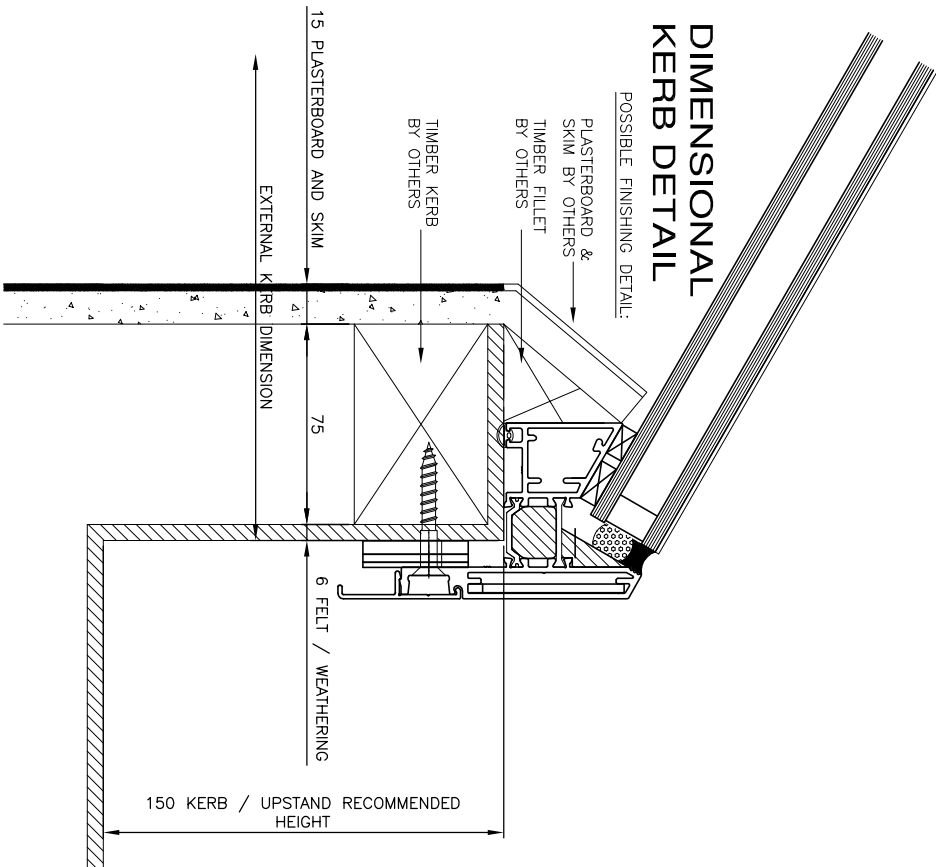 DIMENSIONAL
KERB DETAIL
POSSIBLE FINISHING DETAIL:
PLASTERBOARD &
SKIM BY OTHERS
TIMBER FILLET
BY OTHERS
TIMBER KERB
BY OTHERS
15 PLASTERBOARD AND SKIM
75
6 FELT / WEATHERING
EXTERNAL KERB DIMENSION
150 KERB / UPSTAND RECOMMENDED
HEIGHT